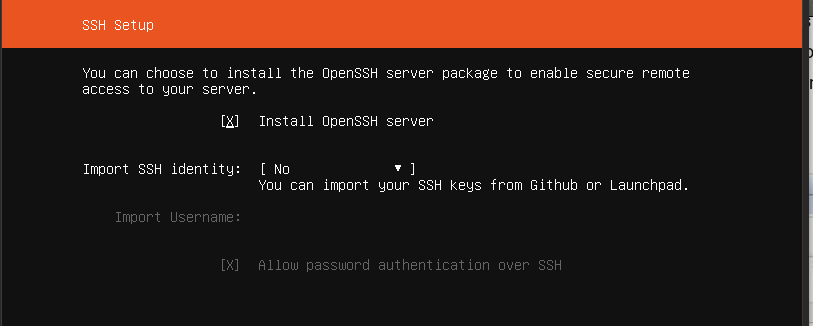 SSH Setup
You can choose to install the OpenSSH server package to enable secure remote
access to your server.
[X] Install OpenSSH server
Import SSH identity: [ No ▼ ]
You can import your SSH keys from Github or Launchpad.
Import Username:
[X] Allow password authentication over SSH